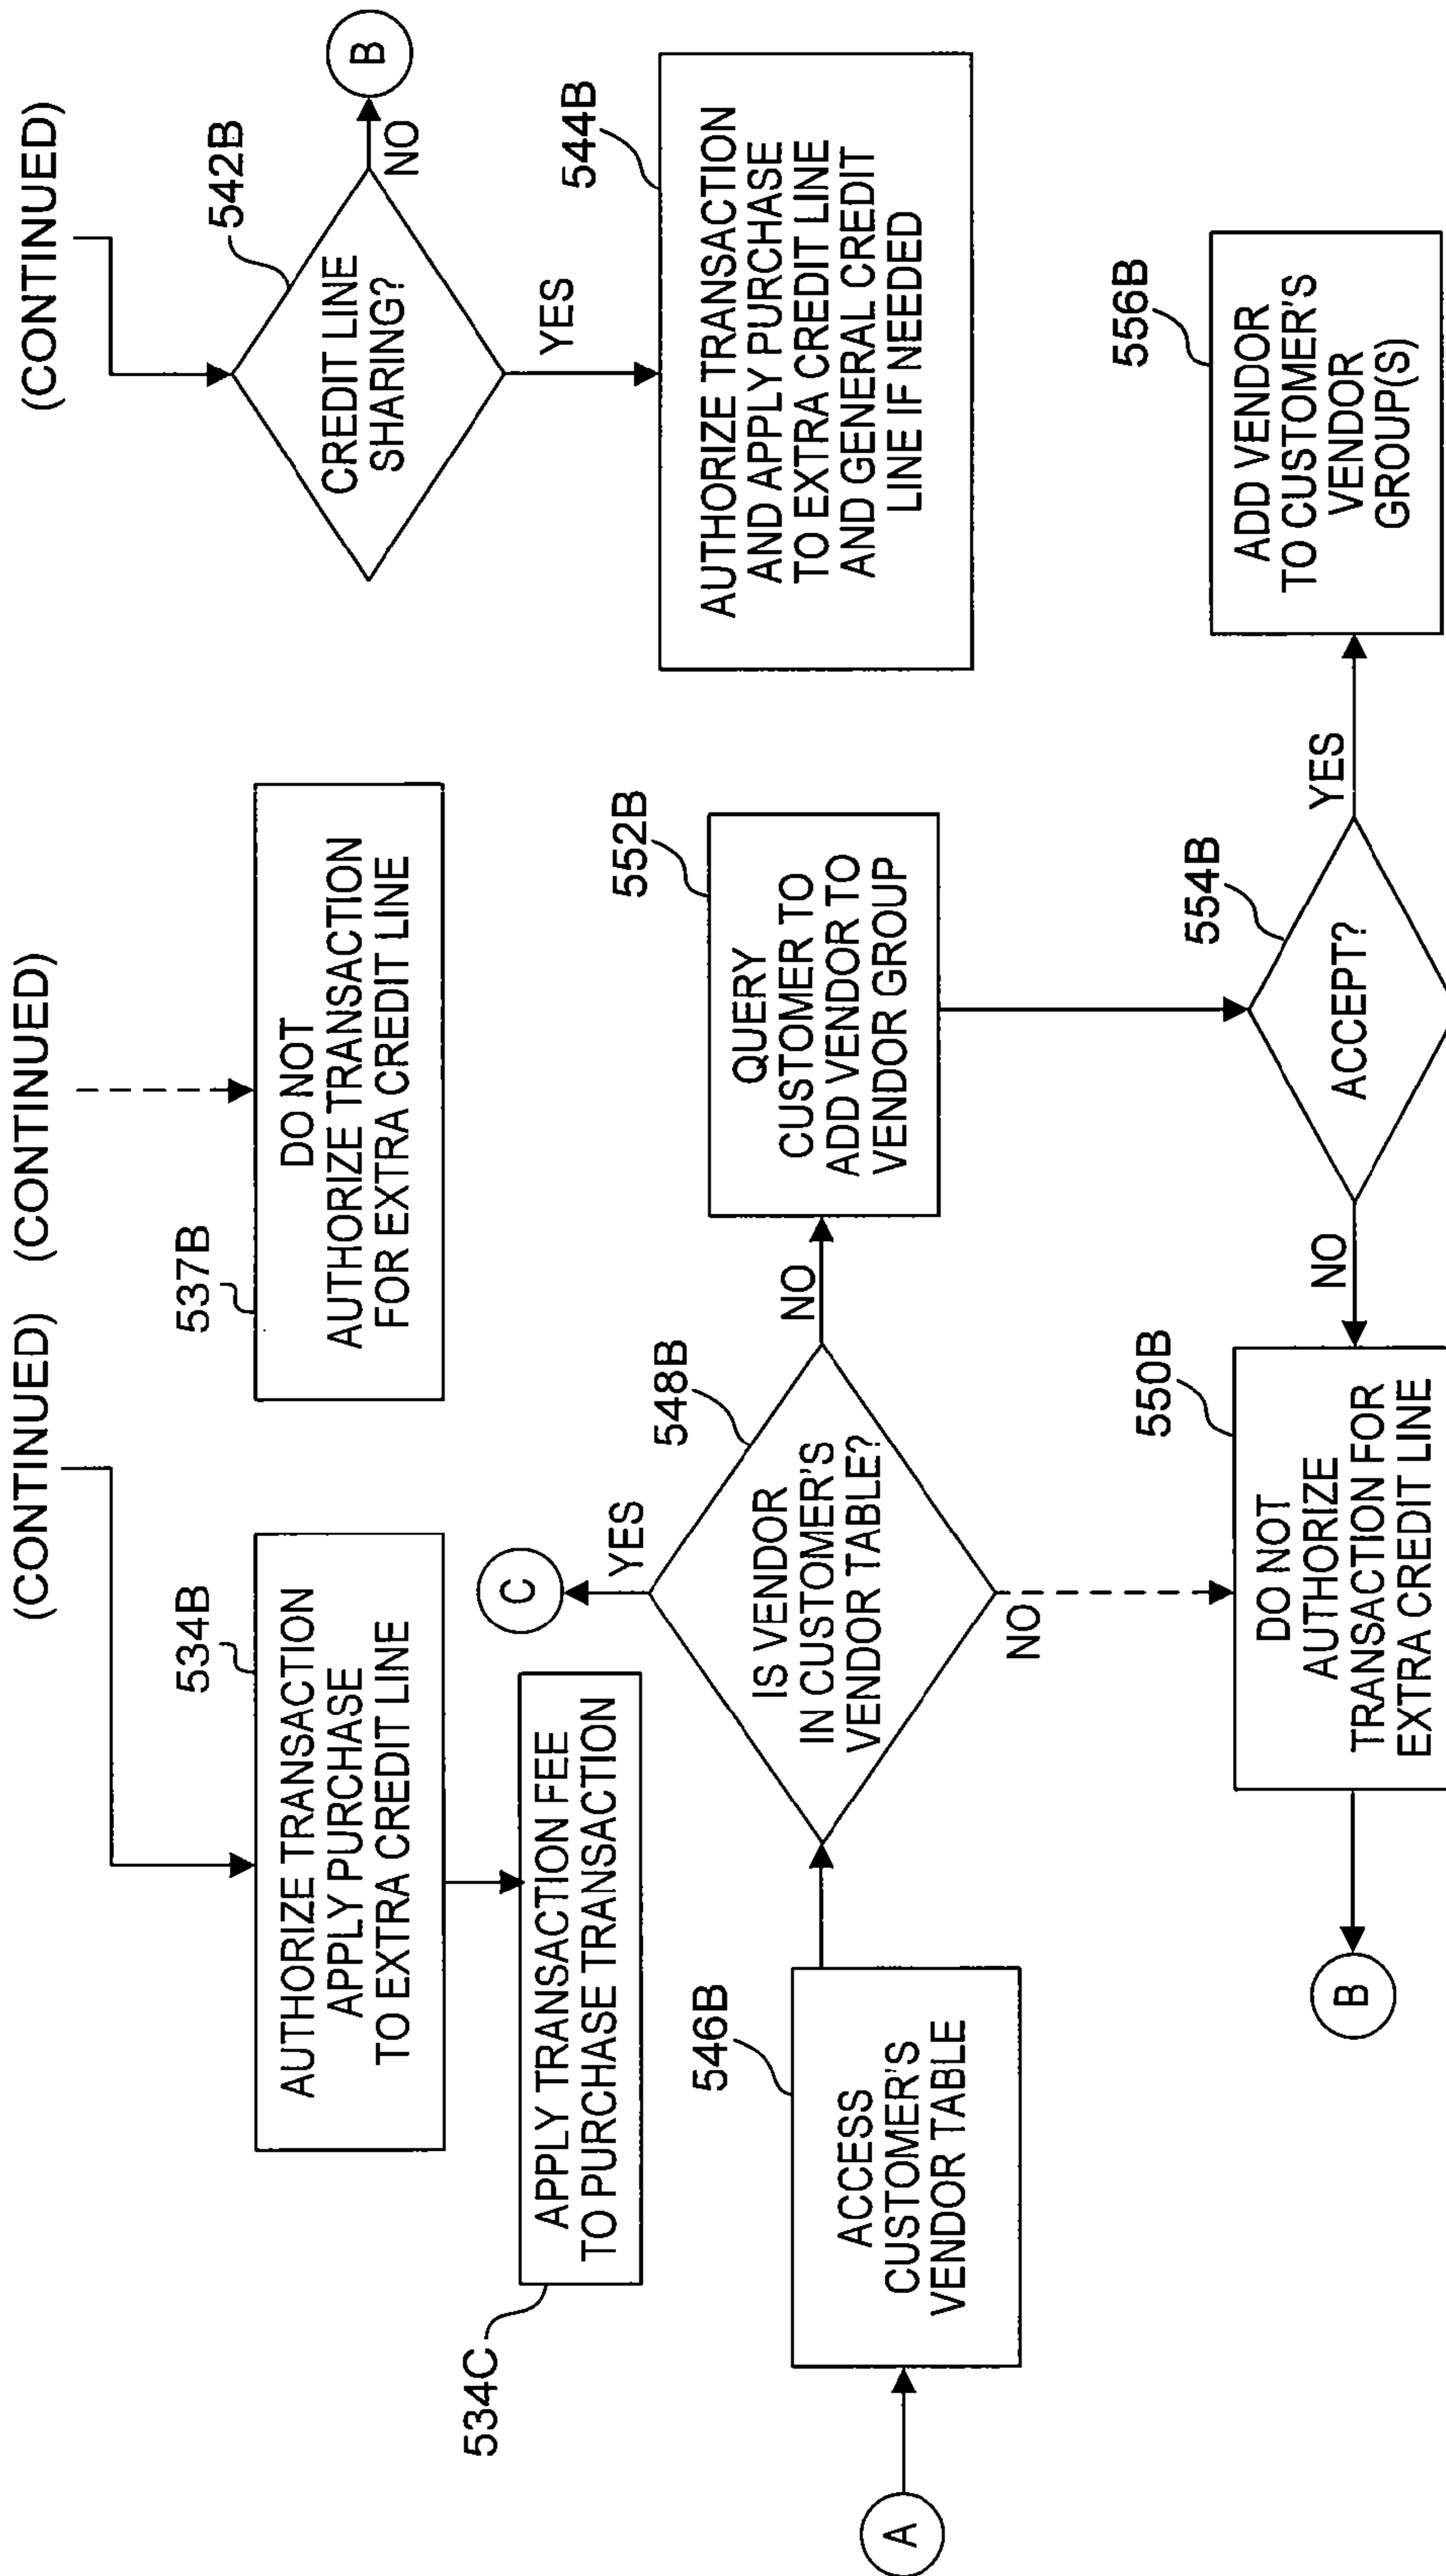 (CONTINUED)
(CONTINUED)
(CONTINUED)
534B
AUTHORIZE TRANSACTION
APPLY PURCHASE
TO EXTRA CREDIT LINE
534C
APPLY TRANSACTION FEE
TO PURCHASE TRANSACTION
537B
DO NOT
AUTHORIZE TRANSACTION
FOR EXTRA CREDIT LINE
542B
CREDIT LINE
SHARING?
NO
B
YES
544B
AUTHORIZE TRANSACTION
AND APPLY PURCHASE
TO EXTRA CREDIT LINE
AND GENERAL CREDIT
LINE IF NEEDED
A
546B
ACCESS
CUSTOMER'S
VENDOR TABLE
548B
IS VENDOR
IN CUSTOMER'S
VENDOR TABLE?
YES
C
NO
NO
552B
QUERY
CUSTOMER TO
ADD VENDOR TO
VENDOR GROUP
554B
ACCEPT?
YES
NO
556B
ADD VENDOR
TO CUSTOMER'S
VENDOR
GROUP(S)
550B
DO NOT
AUTHORIZE
TRANSACTION FOR
EXTRA CREDIT LINE
B